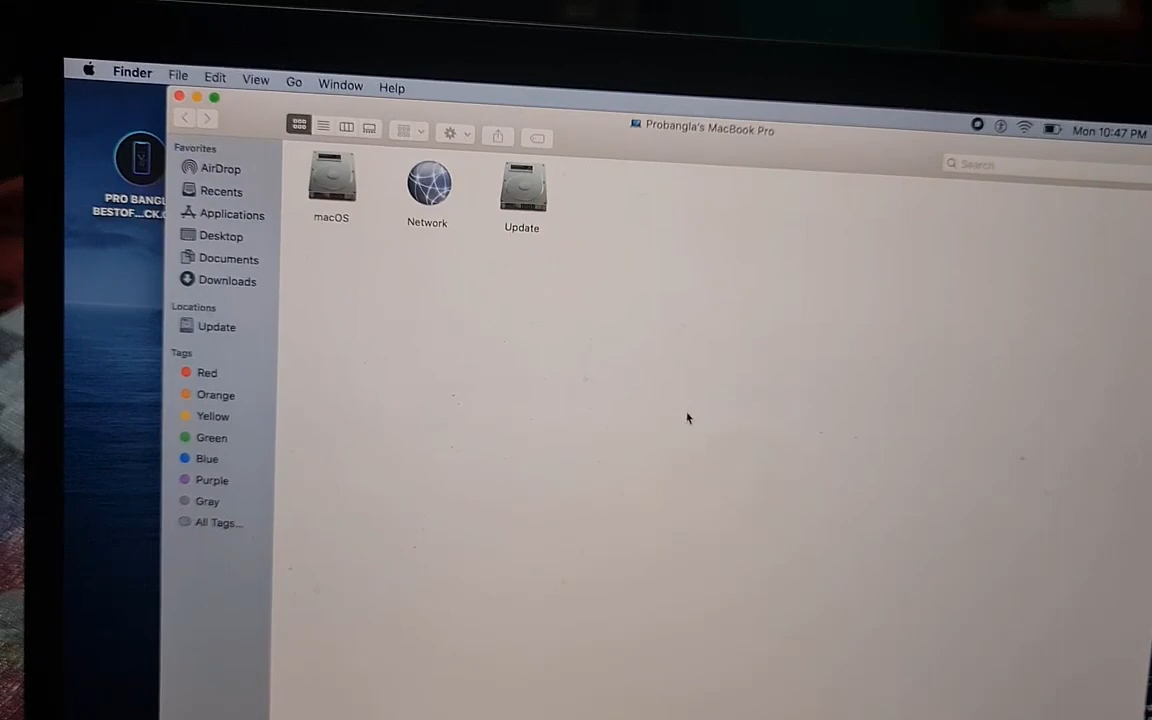 Finder File Edit View Go Window Help
Mon 10:47 PM
Probangla's MacBook Pro
Search
PRO BANGL
BESTOF...CK.
Favorites
AirDrop
Recents
Applications
Desktop
Documents
Downloads
Locations
Update
Tags
Red
Orange
Yellow
Green
Blue
Purple
Gray
All Tags...
macOS
Network
Update